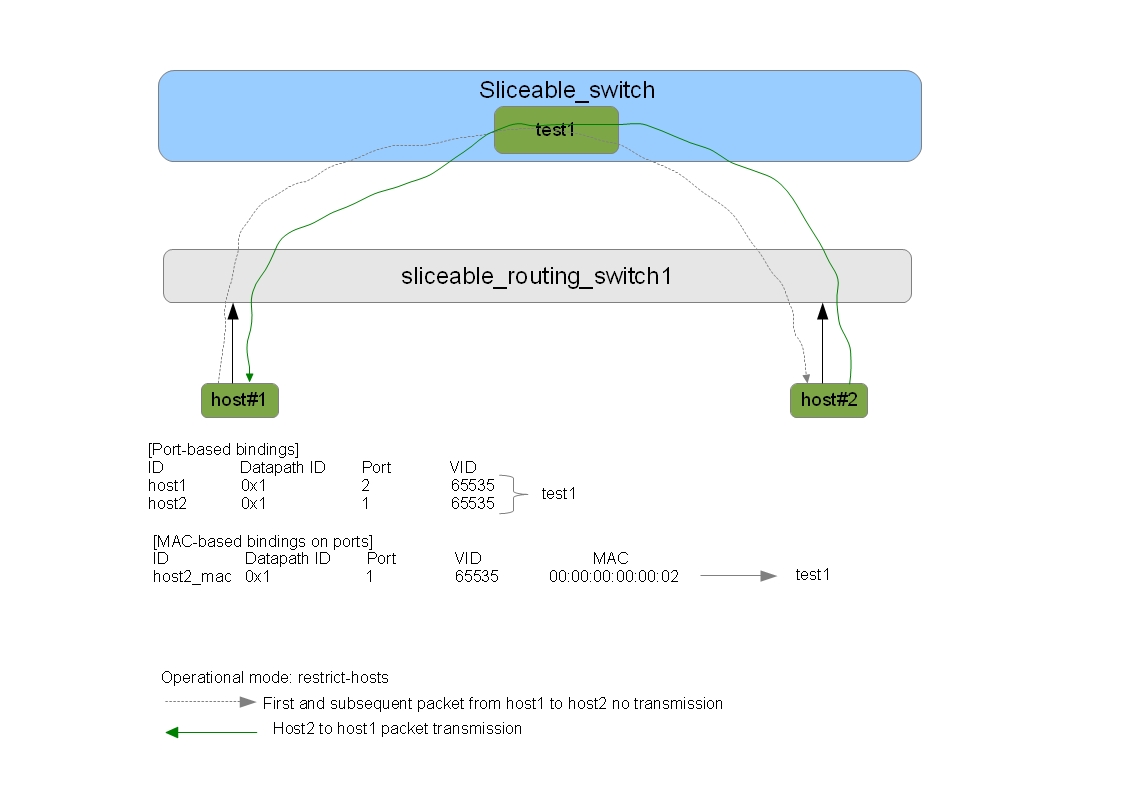 Sliceable_switch
test1
sliceable_routing_switch1
host#1 host#2
[Port-based bindings]
ID Datapath ID Port VID
host1 0x1 2 65535
host2 0x1 1 65535
test1
[MAC-based bindings on ports]
ID Datapath ID Port VID MAC
host2_mac 0x1 1 65535 00:00:00:00:00:02 test1
Operational mode: restrict-hosts
First and subsequent packet from host1 to host2 no transmission
Host2 to host1 packet transmission